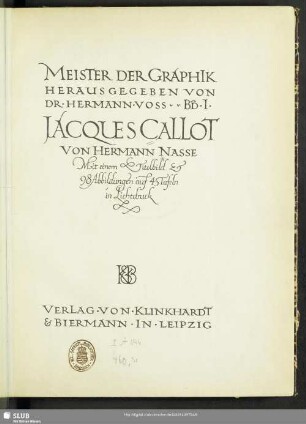 MEISTER DER GRAPHIK
HERAUSGEGEBEN VON
DR·HERMANN·VOSS··BD·I·
JACQUES CALLOT
VON HERMANN NASSE
Mit einem Titelbild &
98 Abbildungen auf 45 Tafeln
in Lichtdruck
VERLAG·VON·KLINKHARDT
& BIERMANN·IN·LEIPZIG
SLUB